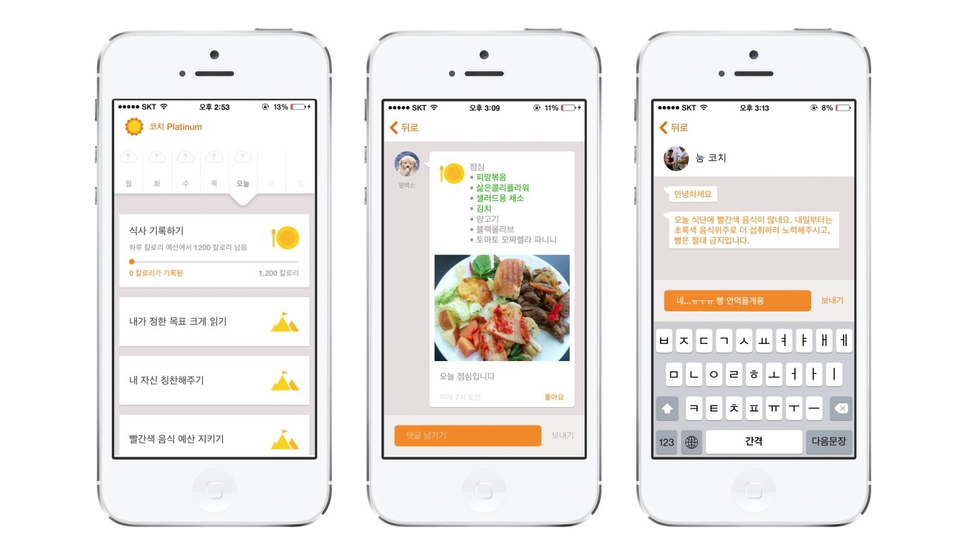 SKT 오후 2:53 13%
코치 Platinum
? ? ? ? ?
월 화 수 목 오늘 금 토
식사 기록하기
하루 칼로리 예산에서 1200 칼로리 남음
0 칼로리가 기록됨 1,200 칼로리
내가 정한 목표 크게 읽기
내 자신 칭찬해주기
빨간색 음식 예산 지키기
SKT 오후 3:09 11%
뒤로
알렉스
점심
• 피망볶음
• 삶은콜리플라워
• 샐러드용 채소
• 김치
• 양고기
• 블랙올리브
• 토마토 모짜렐라 파니니
오늘 점심입니다
어제 7시 오전 좋아요
댓글 남기기 보내기
SKT 오후 3:13 8%
뒤로
눔 코치
안녕하세요
오늘 식단에 빨간색 음식이 많네요. 내일부터는
초록색 음식위주로 더 섭취하려 노력해주시고,
빵은 절대 금지입니다.
네...ㅠㅜㅠ 빵 안먹을게용 보내기
ㅂ ㅈ ㄷ ㄱ ㅅ ㅛ ㅕ ㅑ ㅐ ㅔ
ㅁ ㄴ ㅇ ㄹ ㅎ ㅗ ㅓ ㅏ ㅣ
ㅋ ㅌ ㅊ ㅍ ㅠ ㅜ ㅡ
123 간격 다음문장